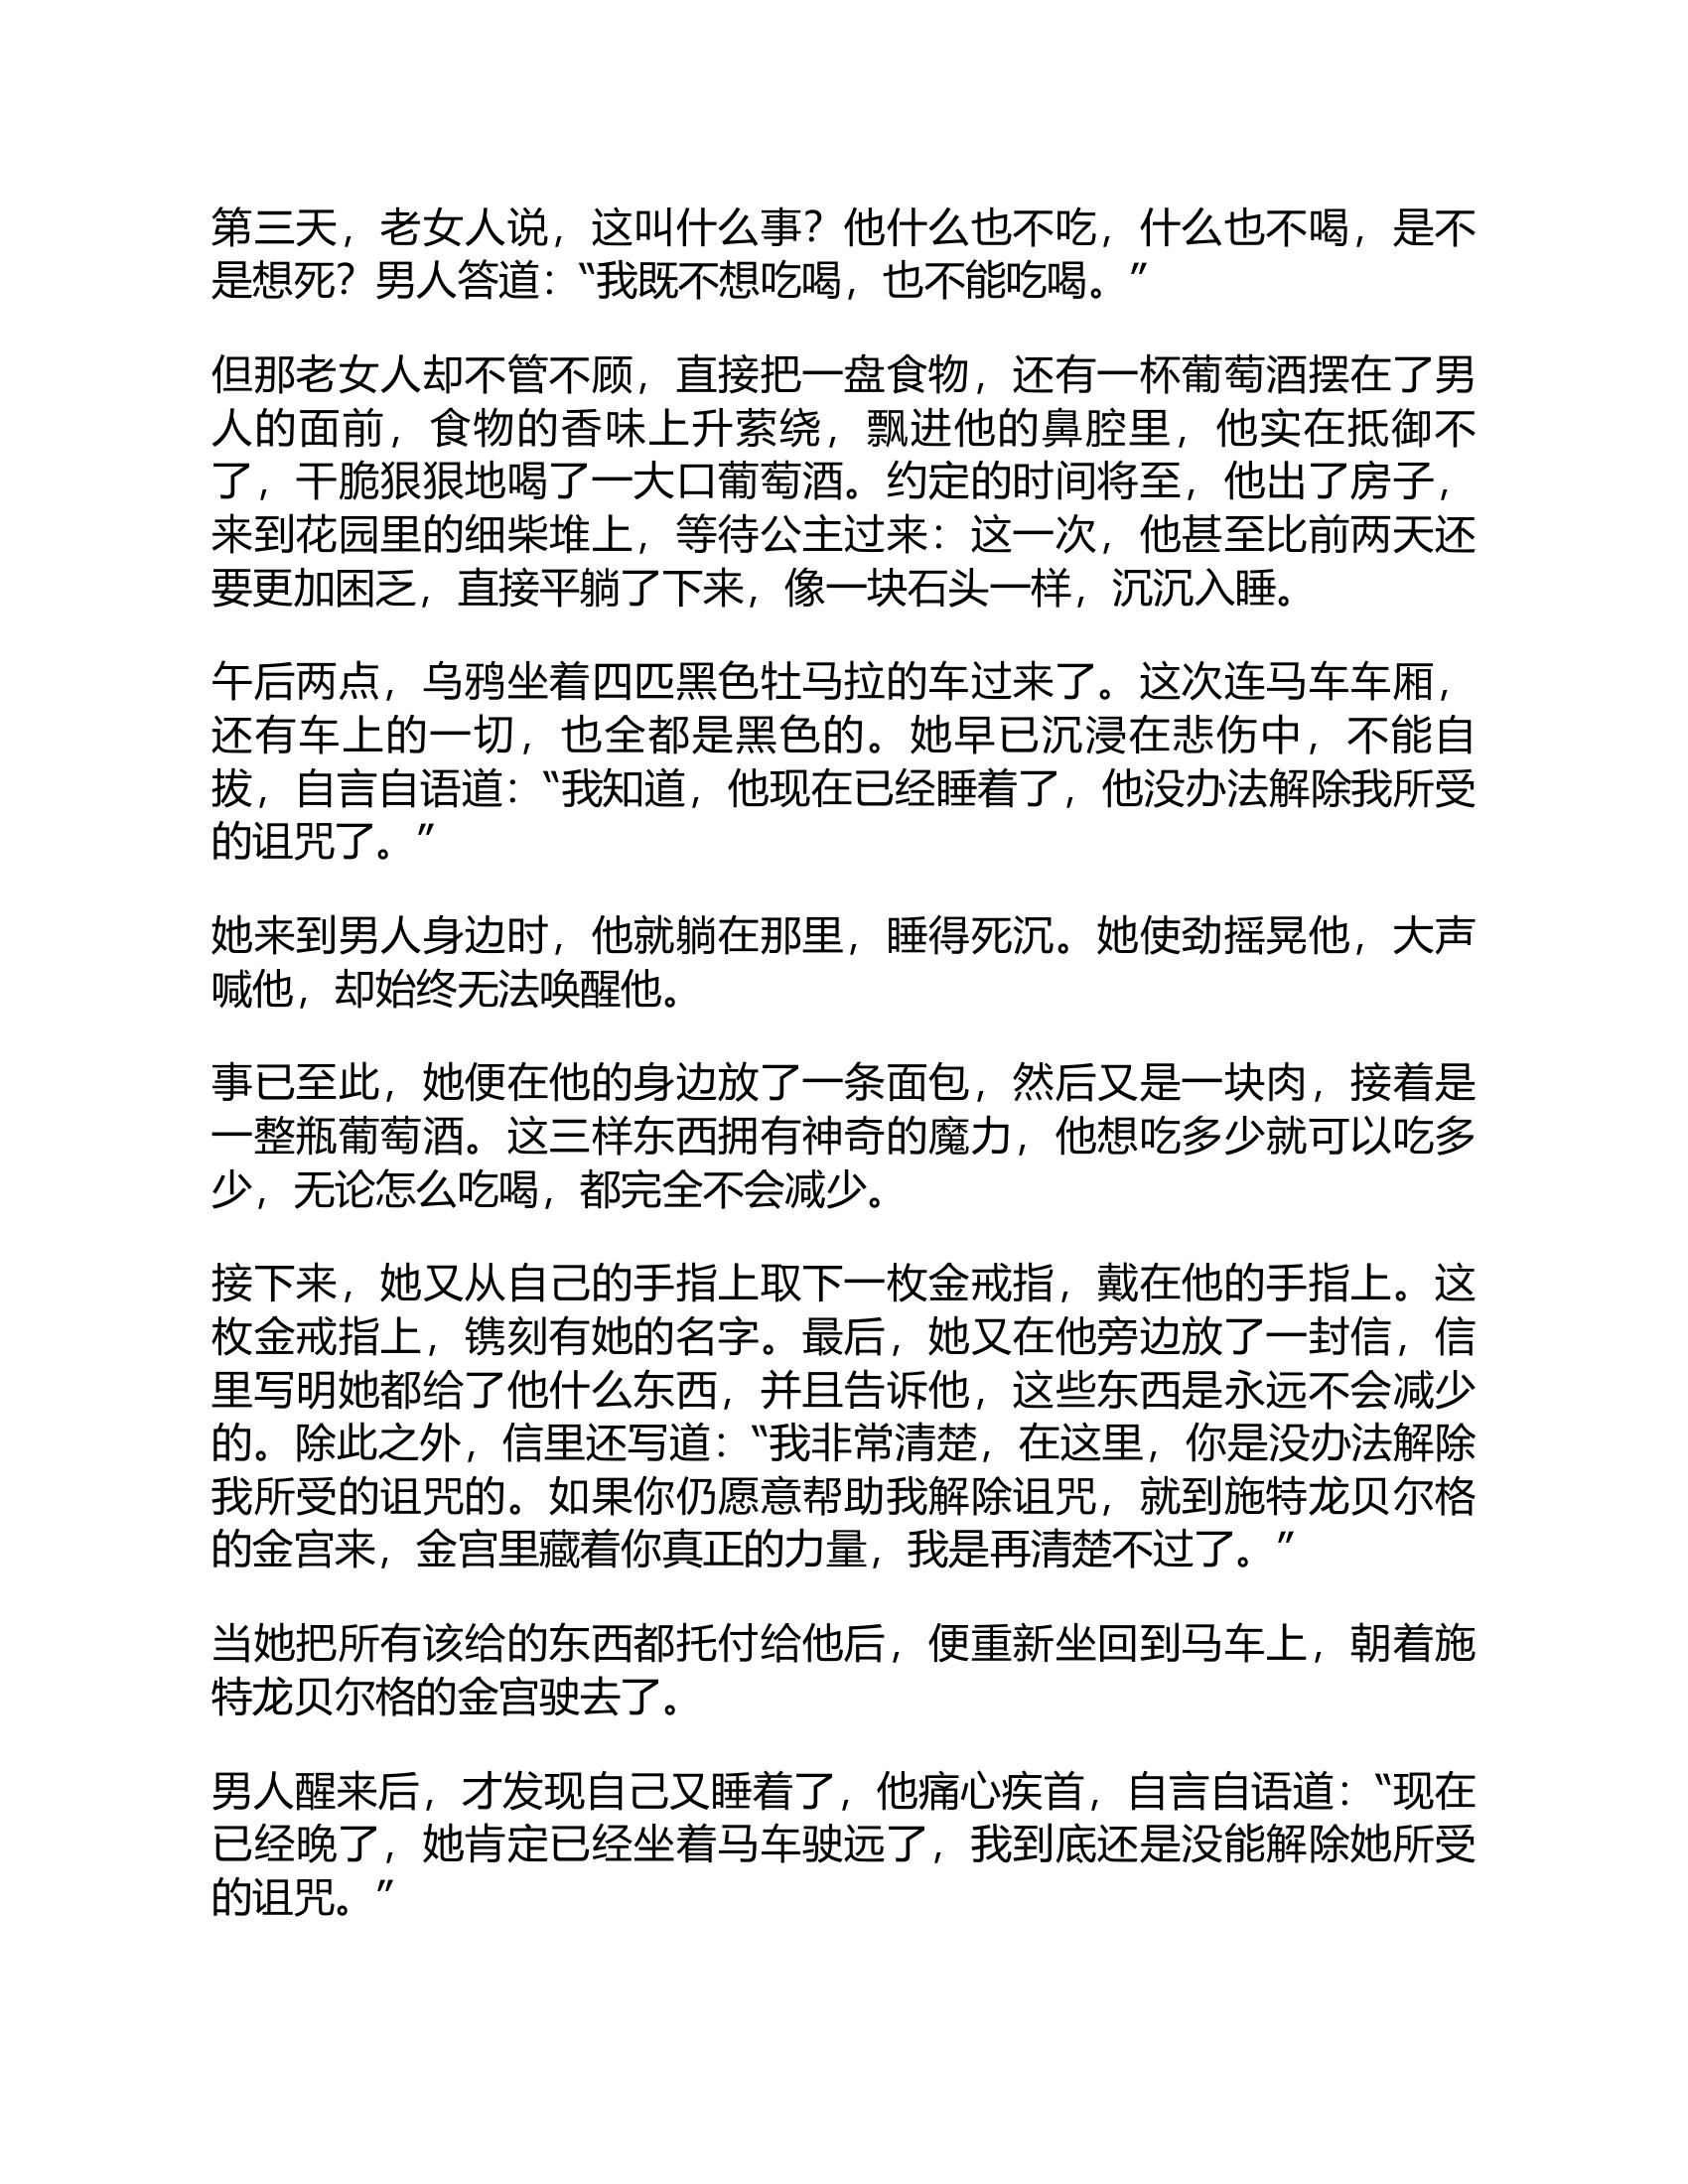 第三天，老女人说，这叫什么事？他什么也不吃，什么也不喝，是不
是想死？男人答道：“我既不想吃喝，也不能吃喝。”
但那老女人却不管不顾，直接把一盘食物，还有一杯葡萄酒摆在了男
人的面前，食物的香味上升萦绕，飘进他的鼻腔里，他实在抵御不
了，干脆狠狠地喝了一大口葡萄酒。约定的时间将至，他出了房子，
来到花园里的细柴堆上，等待公主过来：这一次，他甚至比前两天还
要更加困乏，直接平躺了下来，像一块石头一样，沉沉入睡。
午后两点，乌鸦坐着四匹黑色牡马拉的车过来了。这次连马车车厢，
还有车上的一切，也全都是黑色的。她早已沉浸在悲伤中，不能自
拔，自言自语道：“我知道，他现在已经睡着了，他没办法解除我所受
的诅咒了。”
她来到男人身边时，他就躺在那里，睡得死沉。她使劲摇晃他，大声
喊他，却始终无法唤醒他。
事已至此，她便在他的身边放了一条面包，然后又是一块肉，接着是
一整瓶葡萄酒。这三样东西拥有神奇的魔力，他想吃多少就可以吃多
少，无论怎么吃喝，都完全不会减少。
接下来，她又从自己的手指上取下一枚金戒指，戴在他的手指上。这
枚金戒指上，镌刻有她的名字。最后，她又在他旁边放了一封信，信
里写明她都给了他什么东西，并且告诉他，这些东西是永远不会减少
的。除此之外，信里还写道：“我非常清楚，在这里，你是没办法解除
我所受的诅咒的。如果你仍愿意帮助我解除诅咒，就到施特龙贝尔格
的金宫来，金宫里藏着你真正的力量，我是再清楚不过了。”
当她把所有该给的东西都托付给他后，便重新坐回到马车上，朝着施
特龙贝尔格的金宫驶去了。
男人醒来后，才发现自己又睡着了，他痛心疾首，自言自语道：“现在
已经晚了，她肯定已经坐着马车驶远了，我到底还是没能解除她所受
的诅咒。”